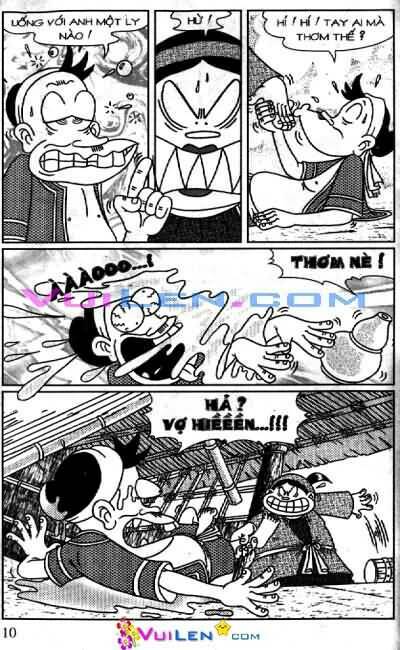 UỐNG VỚI ANH MỘT LY
NÀO!
HỪ!
HÍ! HÍ! TAY AI MÀ
THƠM THẾ?
ÀÀÀOOO...!
THƠM NÈ!
VUILEN.COM
HẢ?
VỢ HIỀỀỀN...!!!
10
VUILEN.COM